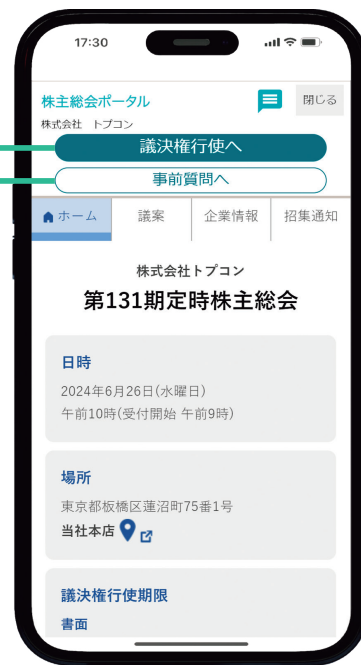 17:30
株主総会ポータル
閉じる
株式会社 トプコン
議決権行使へ
事前質問へ
ホーム
議案
企業情報
招集通知
株式会社トプコン
第131期定時株主総会
日時
2024年6月26日(水曜日)
午前10時(受付開始 午前9時)
場所
東京都板橋区蓮沼町75番1号
当社本店
議決権行使期限
書面